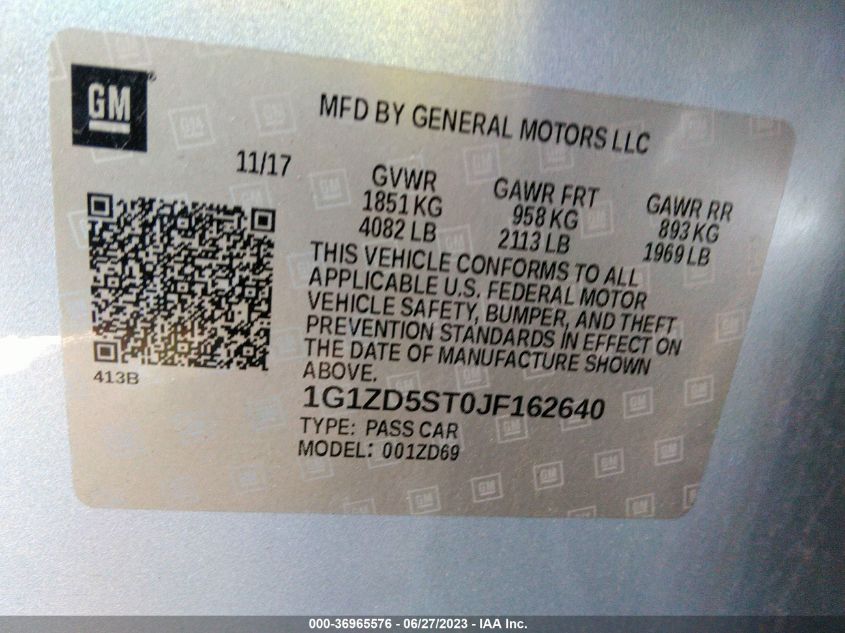 GM
MFD BY GENERAL MOTORS LLC
11/17
GVWR
1851 KG
4082 LB
GAWR FRT
958 KG
2113 LB
GAWR RR
893 KG
1969 LB
THIS VEHICLE CONFORMS TO ALL
APPLICABLE U.S. FEDERAL MOTOR
VEHICLE SAFETY, BUMPER, AND THEFT
PREVENTION STANDARDS IN EFFECT ON
THE DATE OF MANUFACTURE SHOWN
ABOVE.
413B
1G1ZD5ST0JF162640
TYPE: PASS CAR
MODEL: 001ZD69
000-36965576 / 06/27/2023 - IAA Inc.